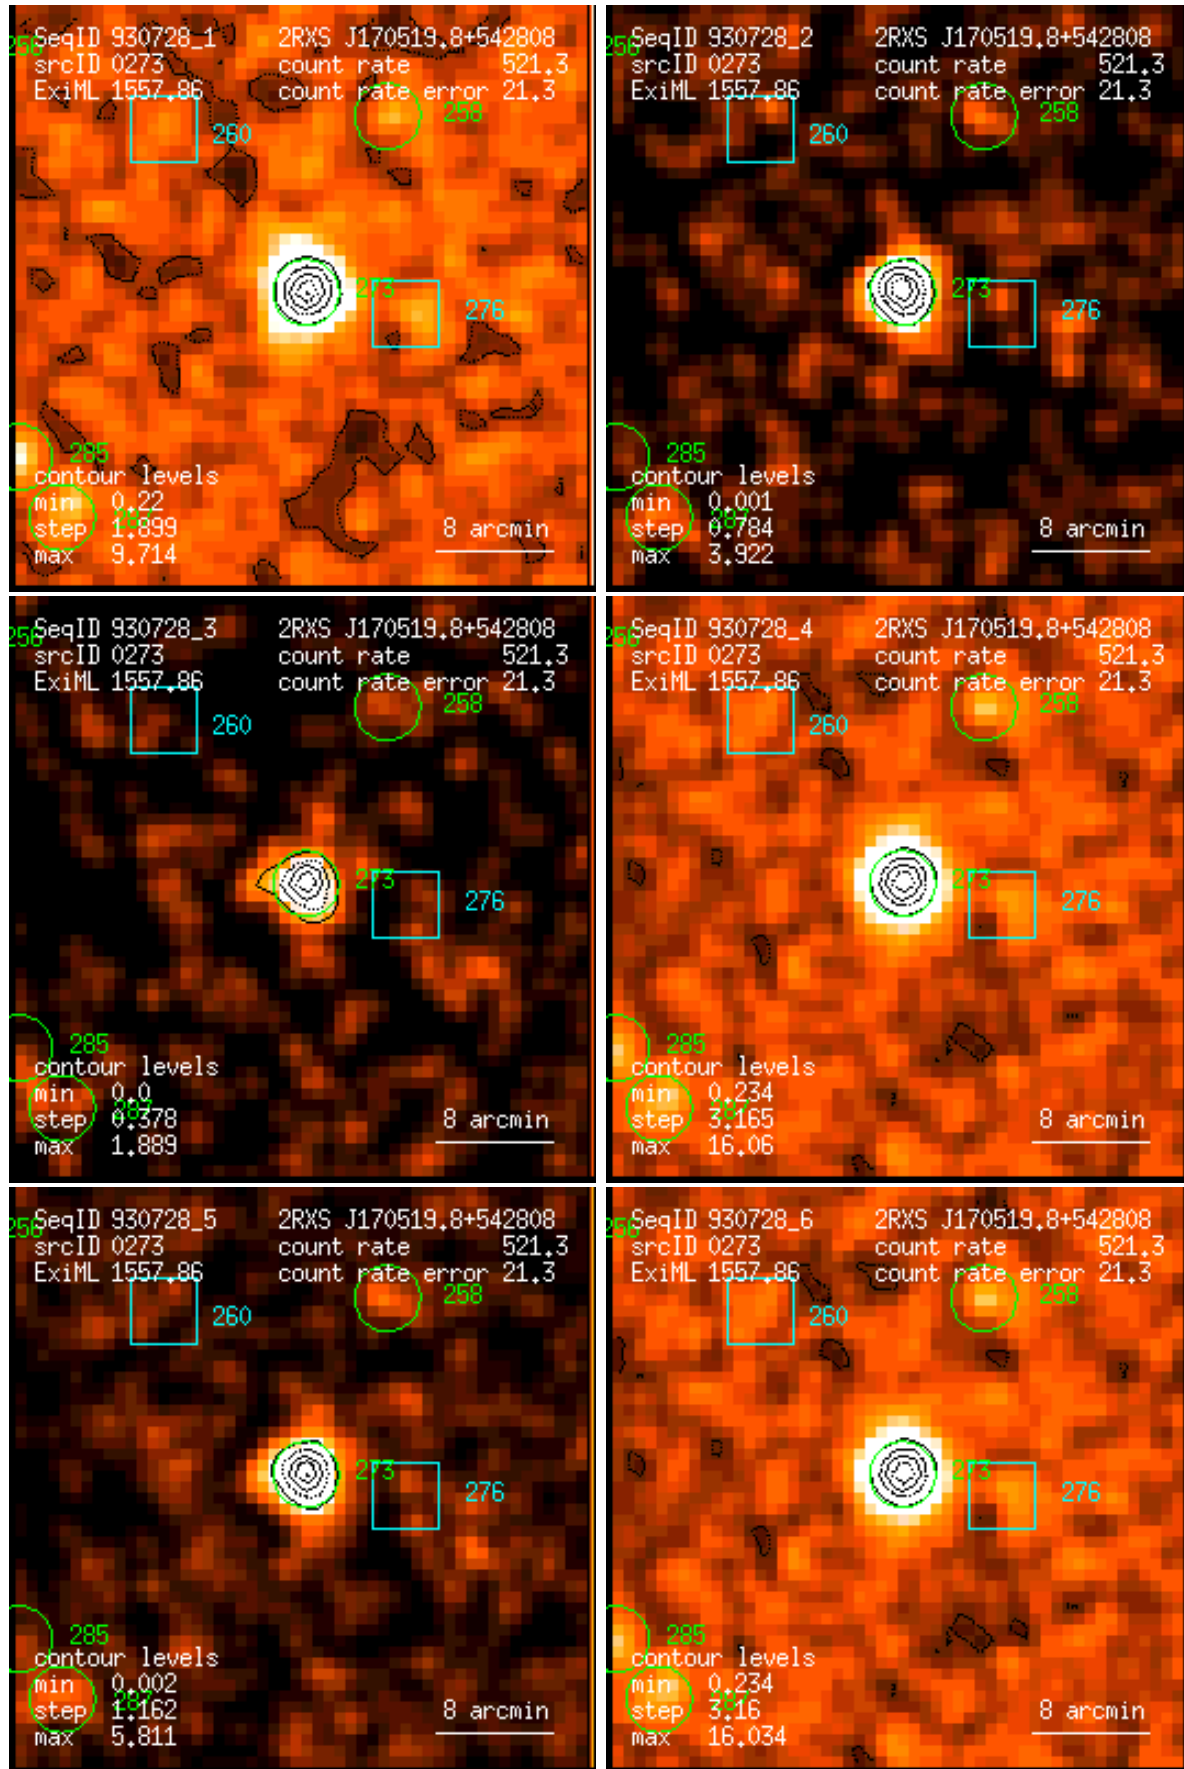 256 SeqID 930728_1 2RXS J170519.8+542808
srcID 0273 count rate 521.3
ExiML 1557.86 count rate error 21.3
258
260
273
276
285
contour levels
min 0.22
287
step 1.899 8 arcmin
max 9.714
256 SeqID 930728_2 2RXS J170519.8+542808
srcID 0273 count rate 521.3
ExiML 1557.86 count rate error 21.3
258
260
273
276
285
contour levels
min 0.001
287
step 0.784 8 arcmin
max 3.922
256 SeqID 930728_3 2RXS J170519.8+542808
srcID 0273 count rate 521.3
ExiML 1557.86 count rate error 21.3
258
260
273
276
285
contour levels
min 0.0
287
step 0.378 8 arcmin
max 1.889
256 SeqID 930728_4 2RXS J170519.8+542808
srcID 0273 count rate 521.3
ExiML 1557.86 count rate error 21.3
258
260
273
276
285
contour levels
min 0.234
287
step 3.165 8 arcmin
max 16.06
256 SeqID 930728_5 2RXS J170519.8+542808
srcID 0273 count rate 521.3
ExiML 1557.86 count rate error 21.3
258
260
273
276
285
contour levels
min 0.002
287
step 1.162 8 arcmin
max 5.811
256 SeqID 930728_6 2RXS J170519.8+542808
srcID 0273 count rate 521.3
ExiML 1557.86 count rate error 21.3
258
260
273
276
285
contour levels
min 0.234
287
step 3.16 8 arcmin
max 16.034